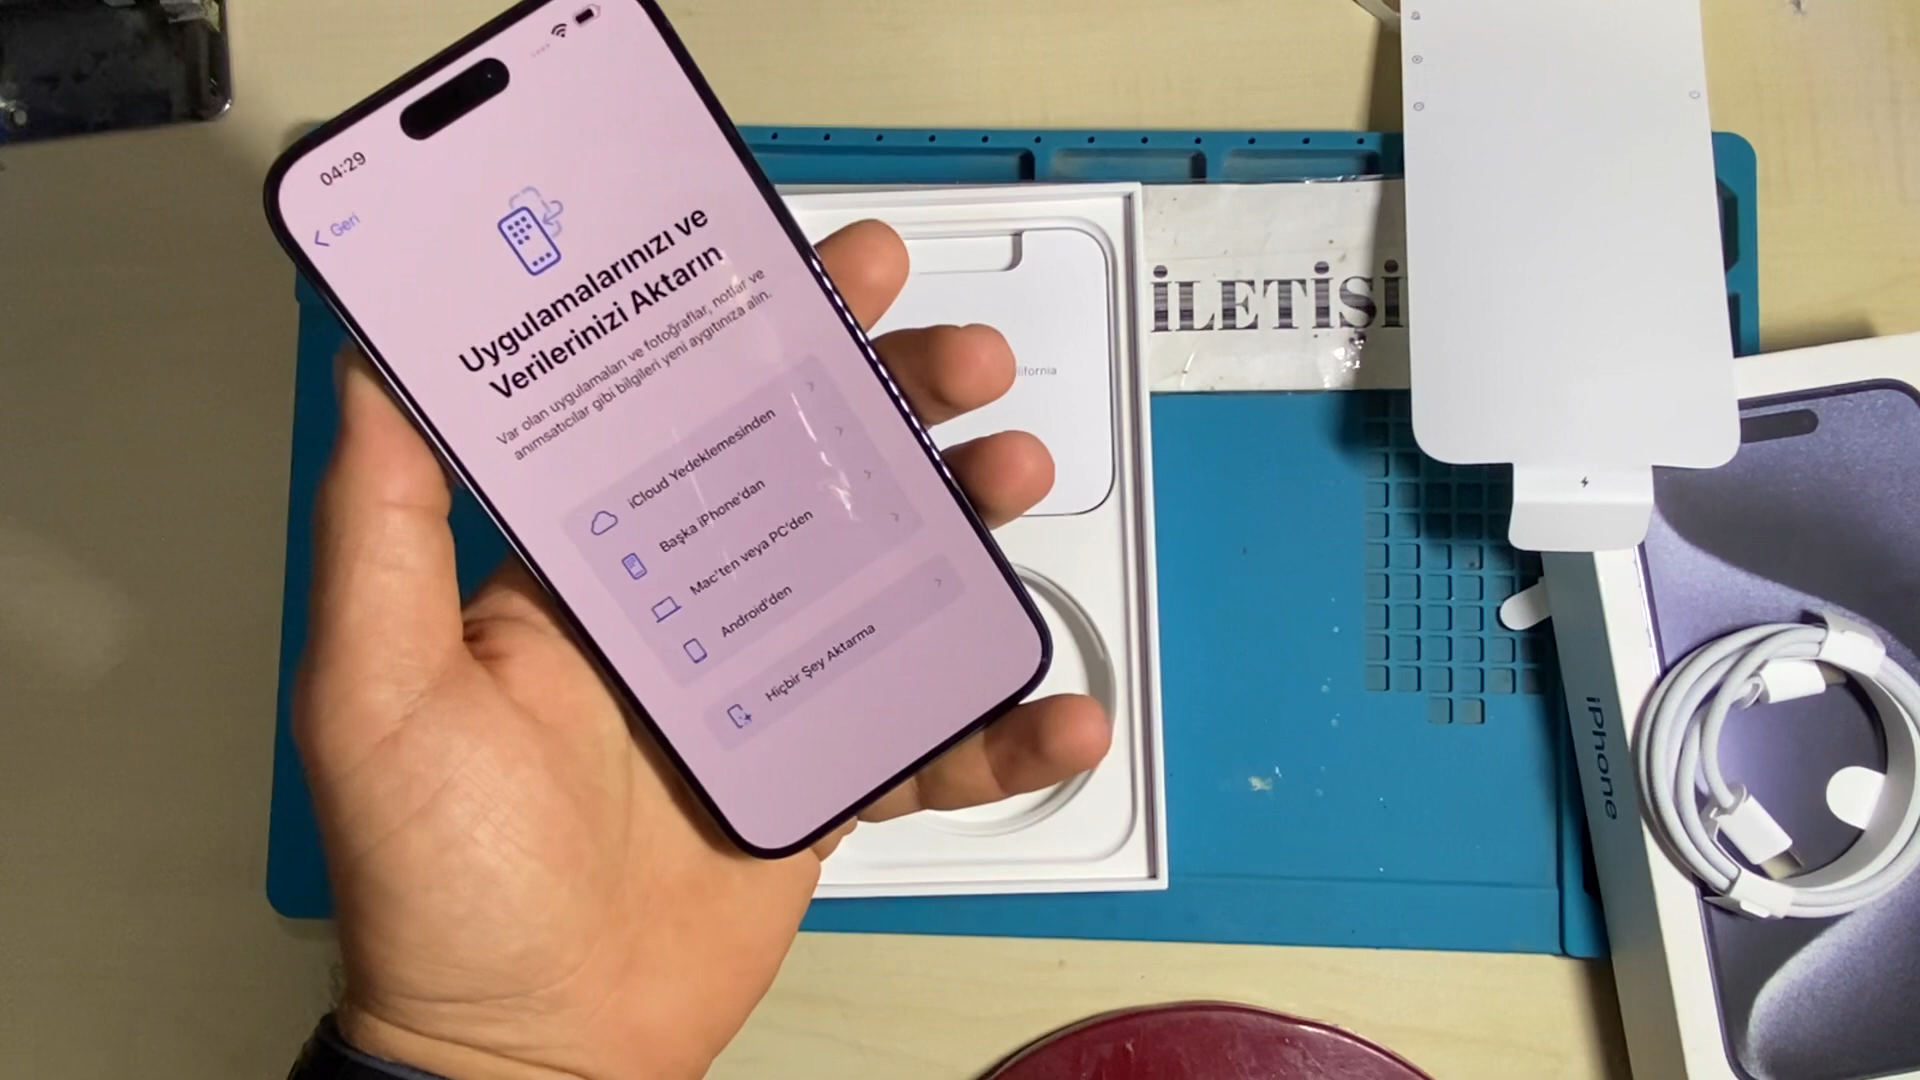 04:29
Geri
Uygulamalarınızı ve
Verilerinizi Aktarın
Var olan uygulamaları ve fotoğraflar, notlar ve
anımsatıcılar gibi bilgileri yeni aygıtınıza alın.
iCloud Yedeklemesinden
Başka iPhone'dan
Mac'ten veya PC'den
Android'den
Hiçbir Şey Aktarma
lifornia
İLETİŞİ
iPhone